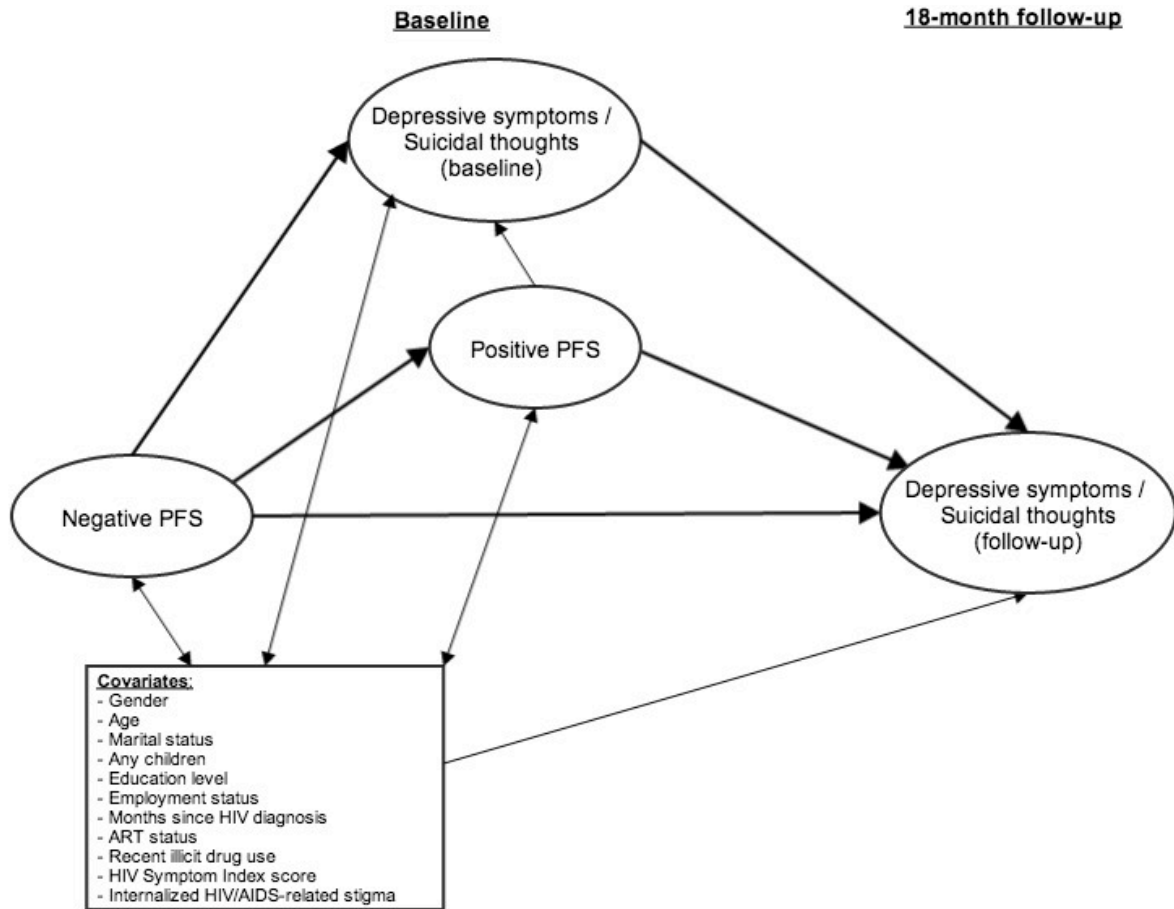 Baseline
18-month follow-up
Depressive symptoms /
Suicidal thoughts
(baseline)
Positive PFS
Negative PFS
Depressive symptoms /
Suicidal thoughts
(follow-up)
Covariates:
- Gender
- Age
- Marital status
- Any children
- Education level
- Employment status
- Months since HIV diagnosis
- ART status
- Recent illicit drug use
- HIV Symptom Index score
- Internalized HIV/AIDS-related stigma